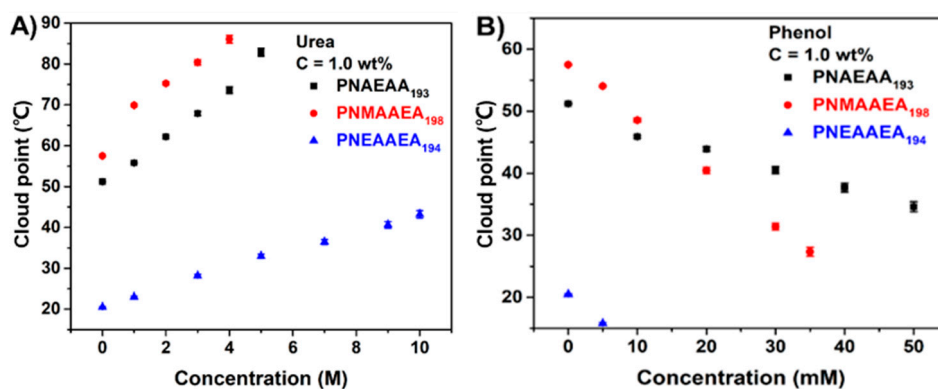 A)
Urea
C = 1.0 wt%
PNAEAA193
PNMAAEA198
PNEAAEA194
Cloud point (℃)
90
80
70
60
50
40
30
20
0 2 4 6 8 10
Concentration (M)
B)
Phenol
C = 1.0 wt%
PNAEAA193
PNMAAEA198
PNEAAEA194
Cloud point (℃)
60
50
40
30
20
0 10 20 30 40 50
Concentration (mM)